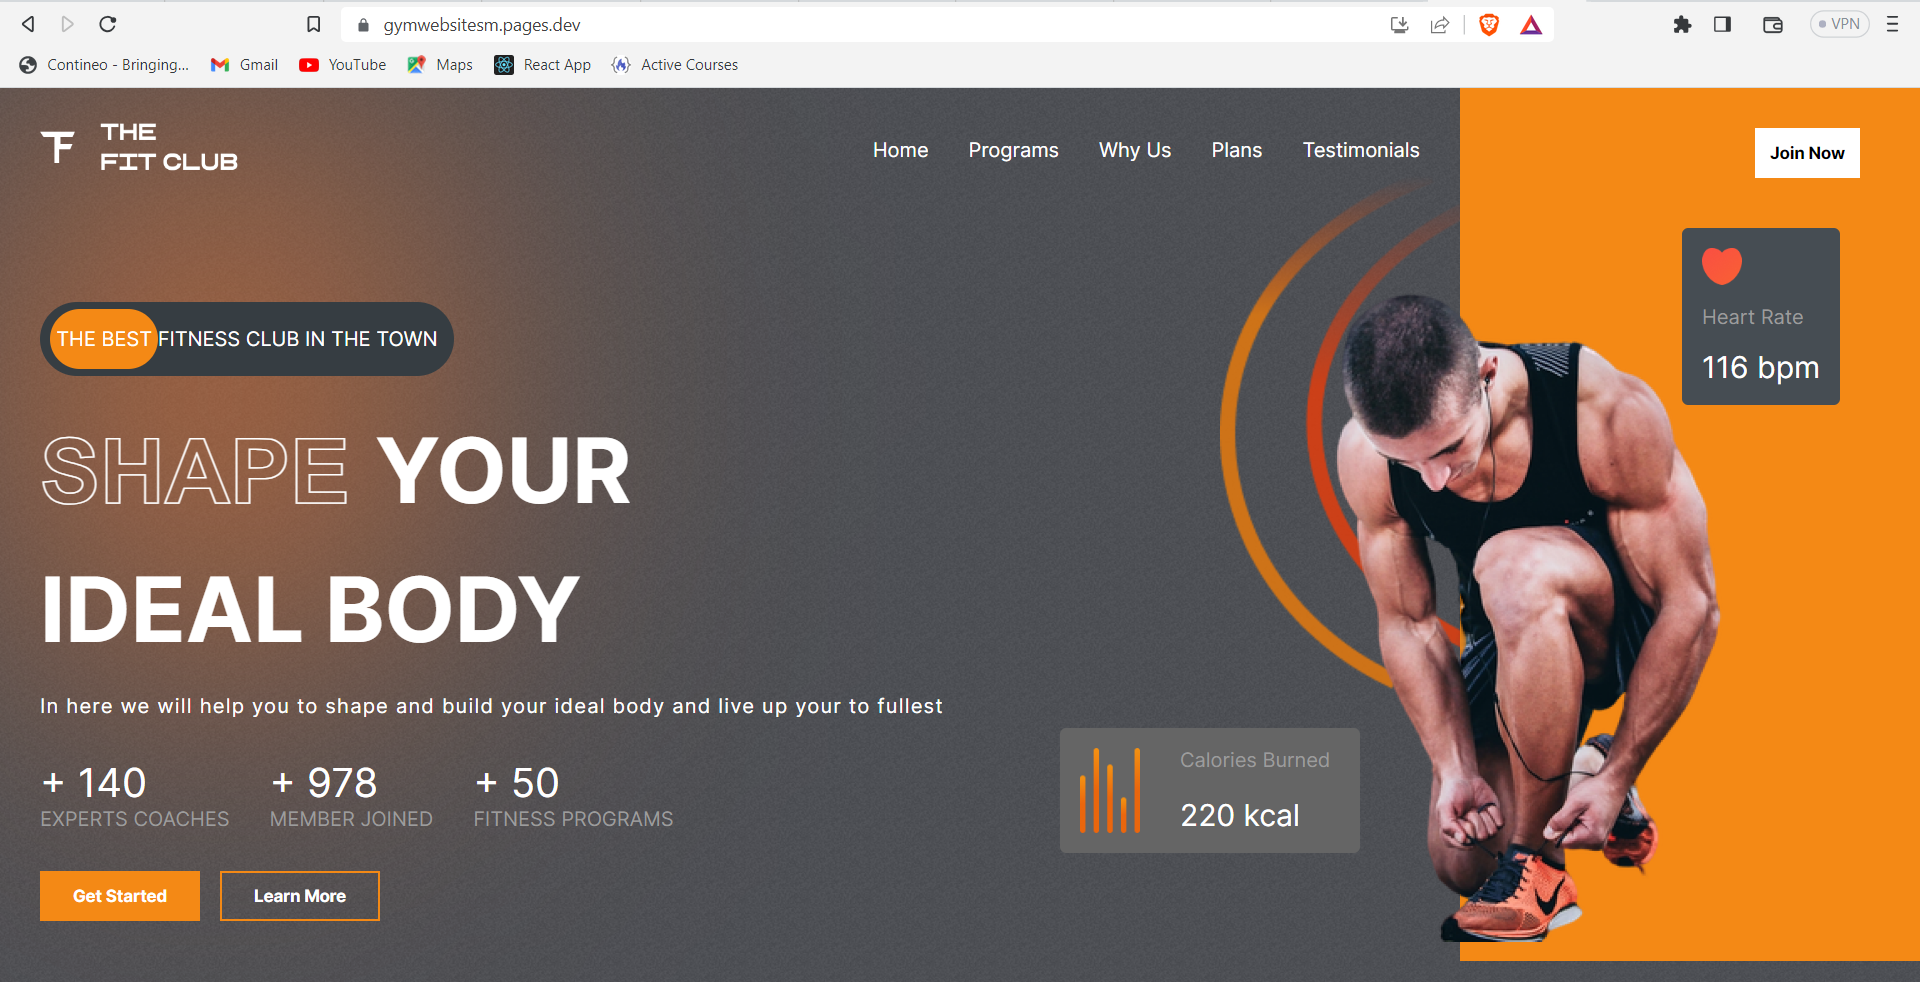 gymwebsitesm.pages.dev
VPN
Contineo - Bringing... Gmail YouTube Maps React App Active Courses
THE
FIT CLUB
Home Programs Why Us Plans Testimonials
Join Now
Heart Rate
116 bpm
THE BEST FITNESS CLUB IN THE TOWN
SHAPE YOUR
IDEAL BODY
In here we will help you to shape and build your ideal body and live up your to fullest
+ 140 + 978 + 50
EXPERTS COACHES MEMBER JOINED FITNESS PROGRAMS
Calories Burned
220 kcal
Get Started Learn More